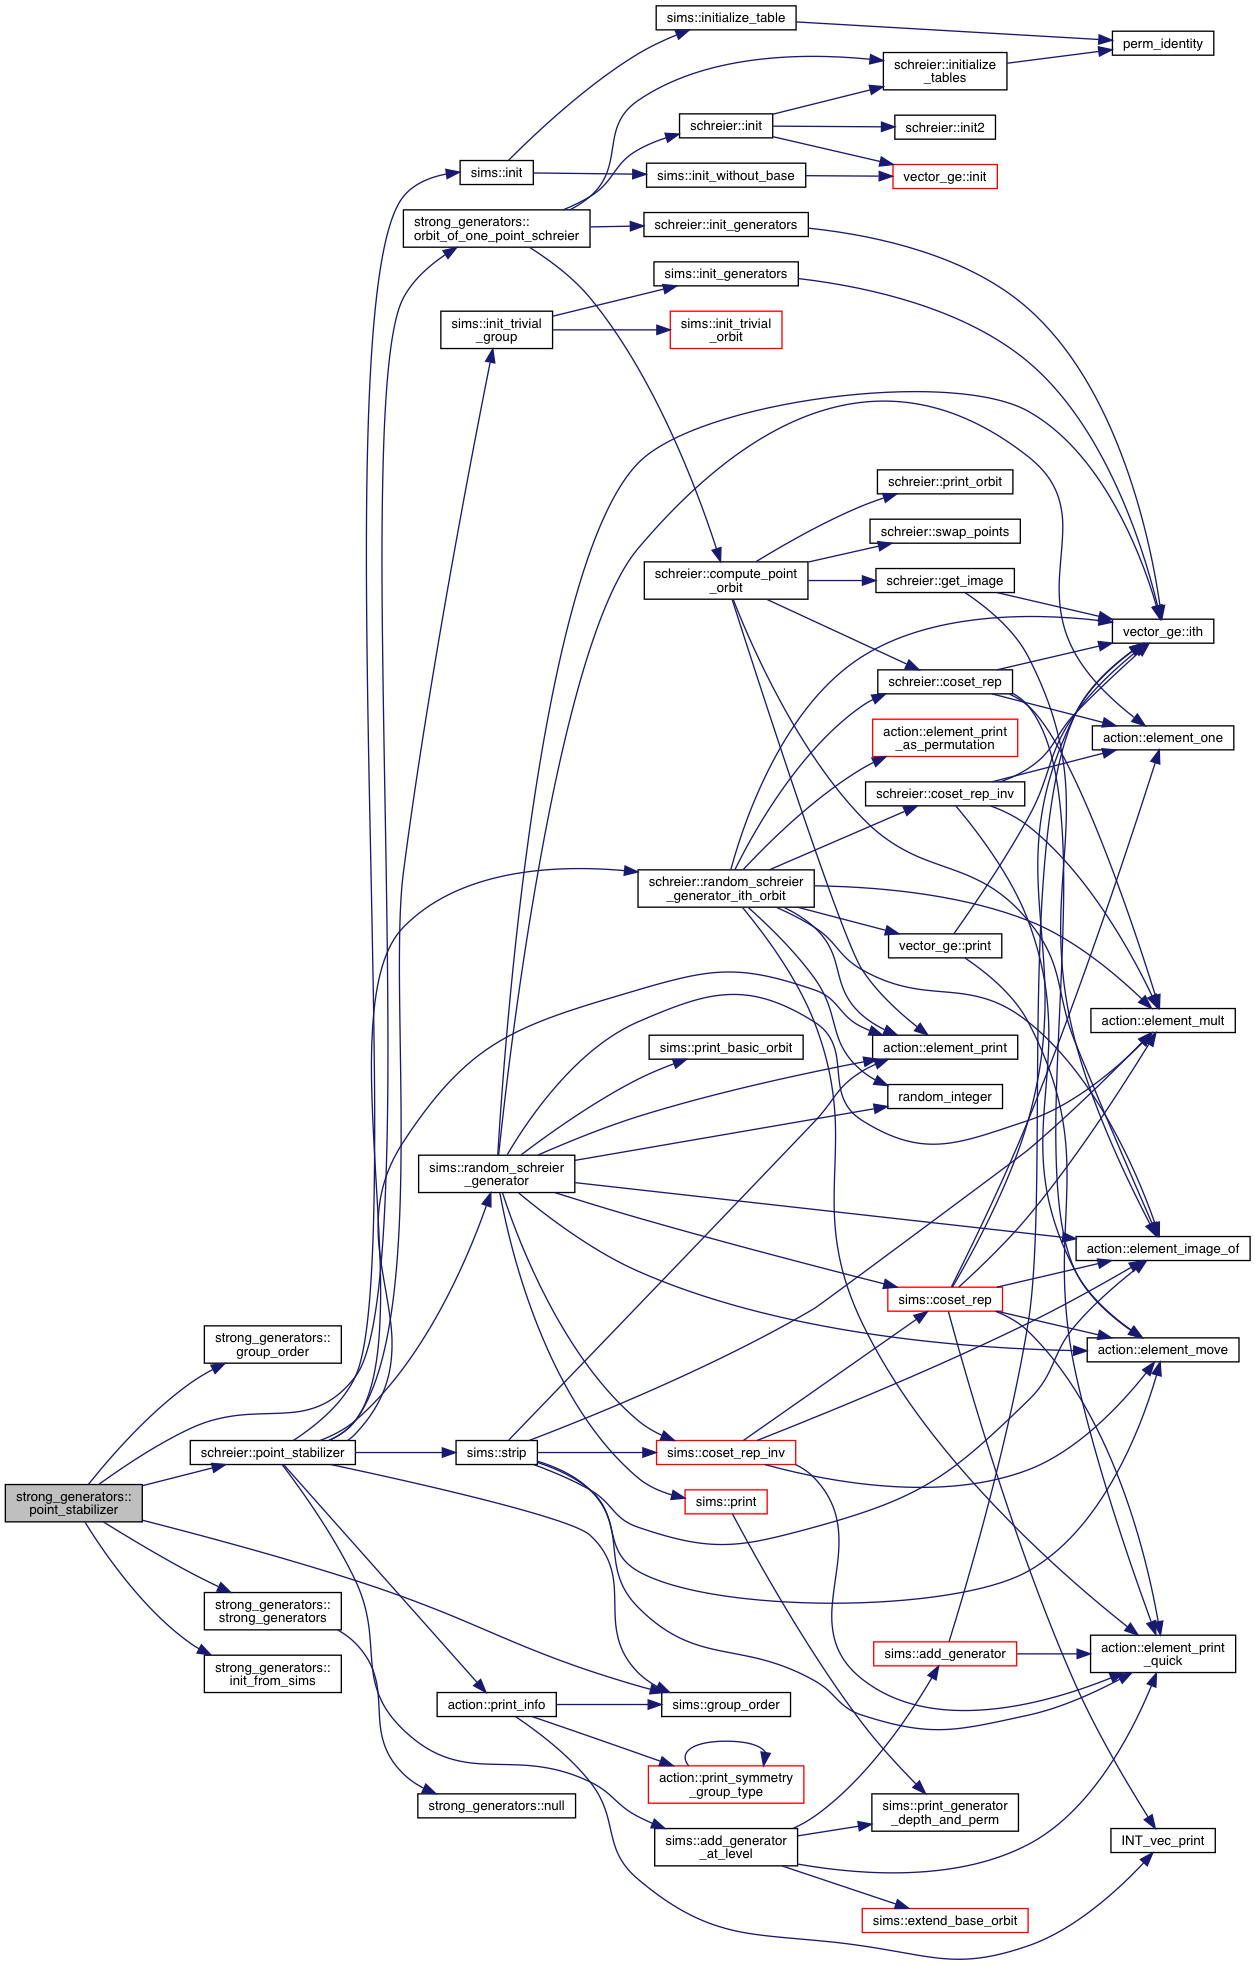 sims::initialize_table
perm_identity
schreier::initialize
_tables
schreier::init
schreier::init2
sims::init
sims::init_without_base
vector_ge::init
strong_generators::
orbit_of_one_point_schreier
schreier::init_generators
sims::init_generators
sims::init_trivial
_group
sims::init_trivial
_orbit
schreier::print_orbit
schreier::swap_points
schreier::compute_point
_orbit
schreier::get_image
vector_ge::ith
schreier::coset_rep
action::element_print
_as_permutation
action::element_one
schreier::coset_rep_inv
schreier::random_schreier
_generator_ith_orbit
vector_ge::print
action::element_mult
sims::print_basic_orbit
action::element_print
random_integer
sims::random_schreier
_generator
action::element_image_of
sims::coset_rep
strong_generators::
group_order
action::element_move
schreier::point_stabilizer
sims::strip
sims::coset_rep_inv
strong_generators::
point_stabilizer
sims::print
strong_generators::
strong_generators
sims::add_generator
action::element_print
_quick
strong_generators::
init_from_sims
action::print_info
sims::group_order
action::print_symmetry
_group_type
strong_generators::null
sims::print_generator
_depth_and_perm
sims::add_generator
_at_level
INT_vec_print
sims::extend_base_orbit